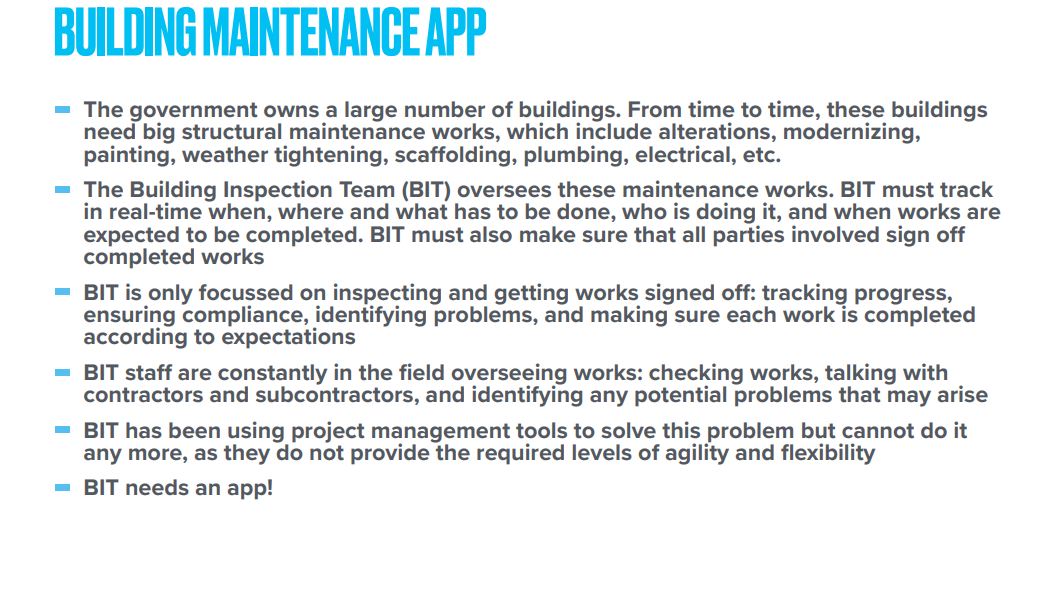 BUILDING MAINTENANCE APP
The government owns a large number of buildings. From time to time, these buildings
need big structural maintenance works, which include alterations, modernizing,
painting, weather tightening, scaffolding, plumbing, electrical, etc.
The Building Inspection Team (BIT) oversees these maintenance works. BIT must track
in real-time when, where and what has to be done, who is doing it, and when works are
expected to be completed. BIT must also make sure that all parties involved sign off
completed works
BIT is only focussed on inspecting and getting works signed off: tracking progress,
ensuring compliance, identifying problems, and making sure each work is completed
according to expectations
BIT staff are constantly in the field overseeing works: checking works, talking with
contractors and subcontractors, and identifying any potential problems that may arise
BIT has been using project management tools to solve this problem but cannot do it
any more, as they do not provide the required levels of agility and flexibility
BIT needs an app!